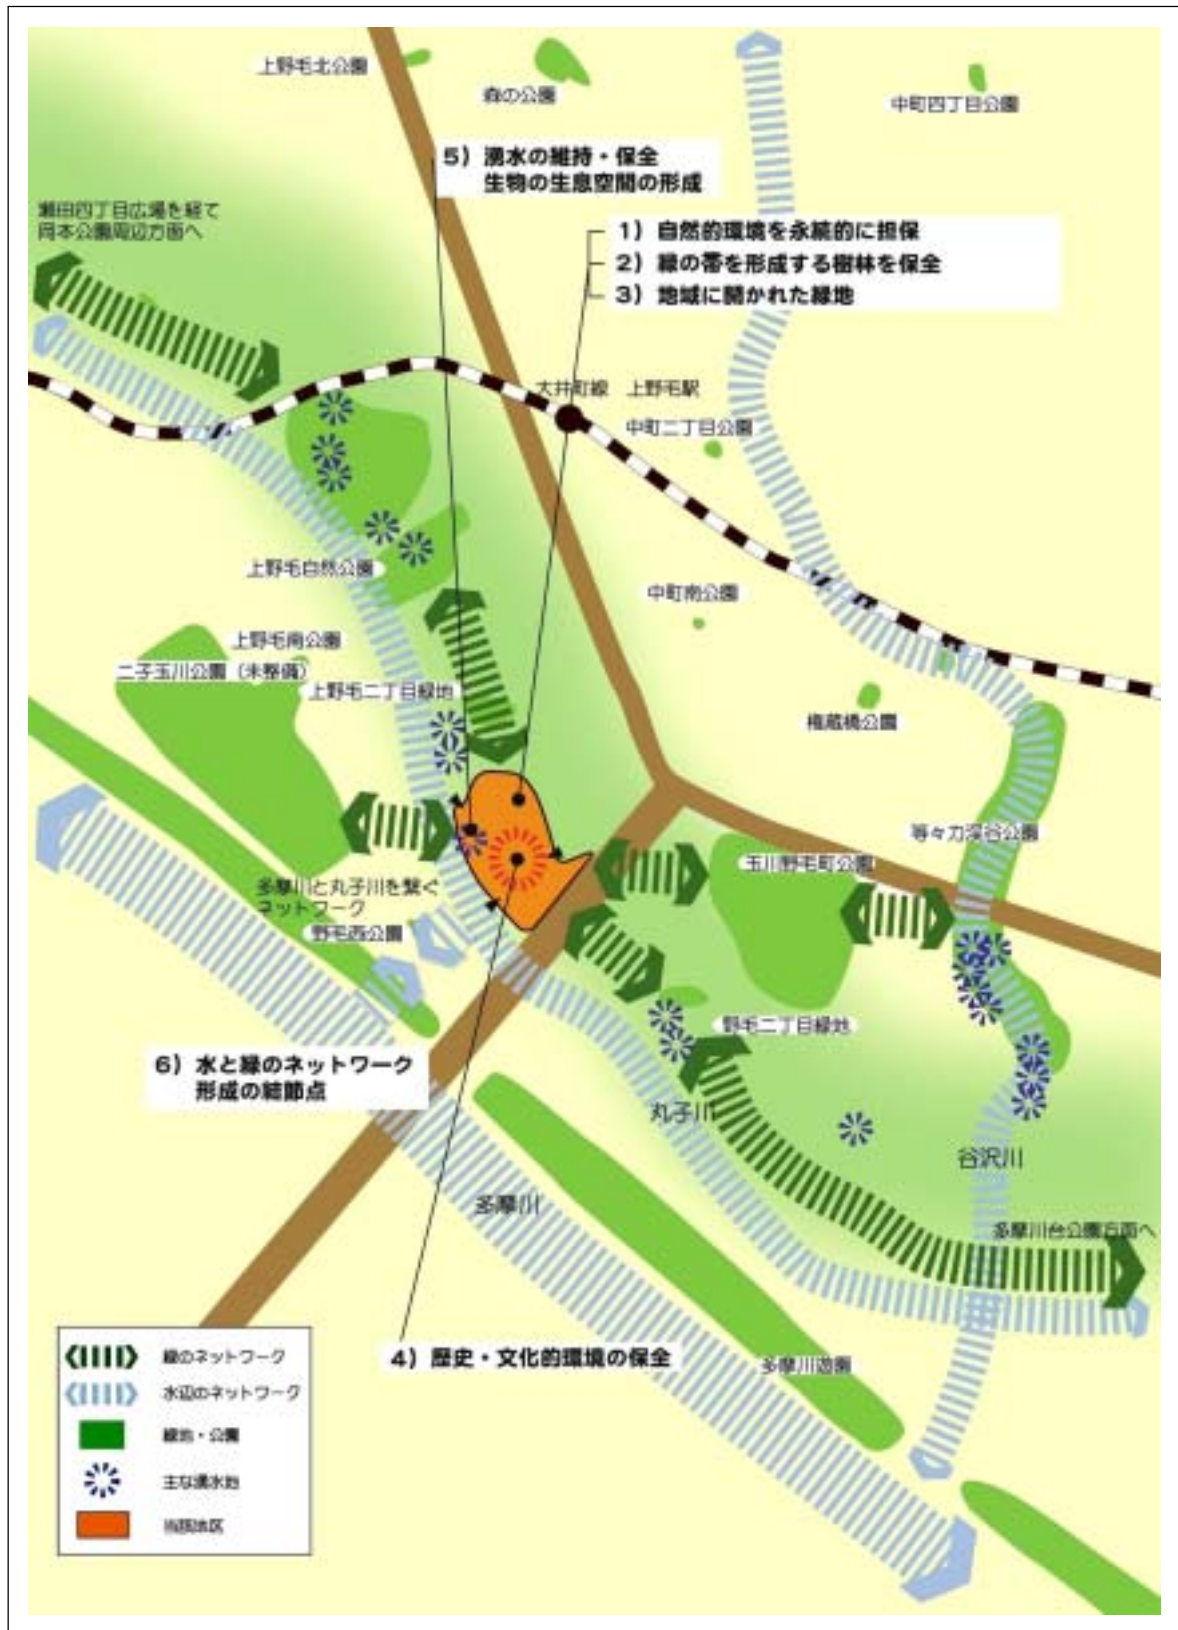 上野毛北公園
森の公園
中町四丁目公園
5）湧水の維持・保全
生物の生息空間の形成
瀬田四丁目広場を経て
岡本公園周辺方面へ
1）自然的環境を永続的に担保
2）緑の帯を形成する樹林を保全
3）地域に開かれた緑地
大井町線 上野毛駅
中町二丁目公園
上野毛自然公園
中町南公園
上野毛南公園
二子玉川公園（未整備）
上野毛二丁目緑地
権蔵橋公園
等々力渓谷公園
玉川野毛町公園
多摩川と丸子川を繋ぐ
ネットワーク
野毛西公園
野毛二丁目緑地
6）水と緑のネットワーク
形成の結節点
丸子川
谷沢川
多摩川
多摩川台公園方面へ
4）歴史・文化的環境の保全
多摩川遊園
緑のネットワーク
水辺のネットワーク
緑地・公園
主な湧水地
当該地区